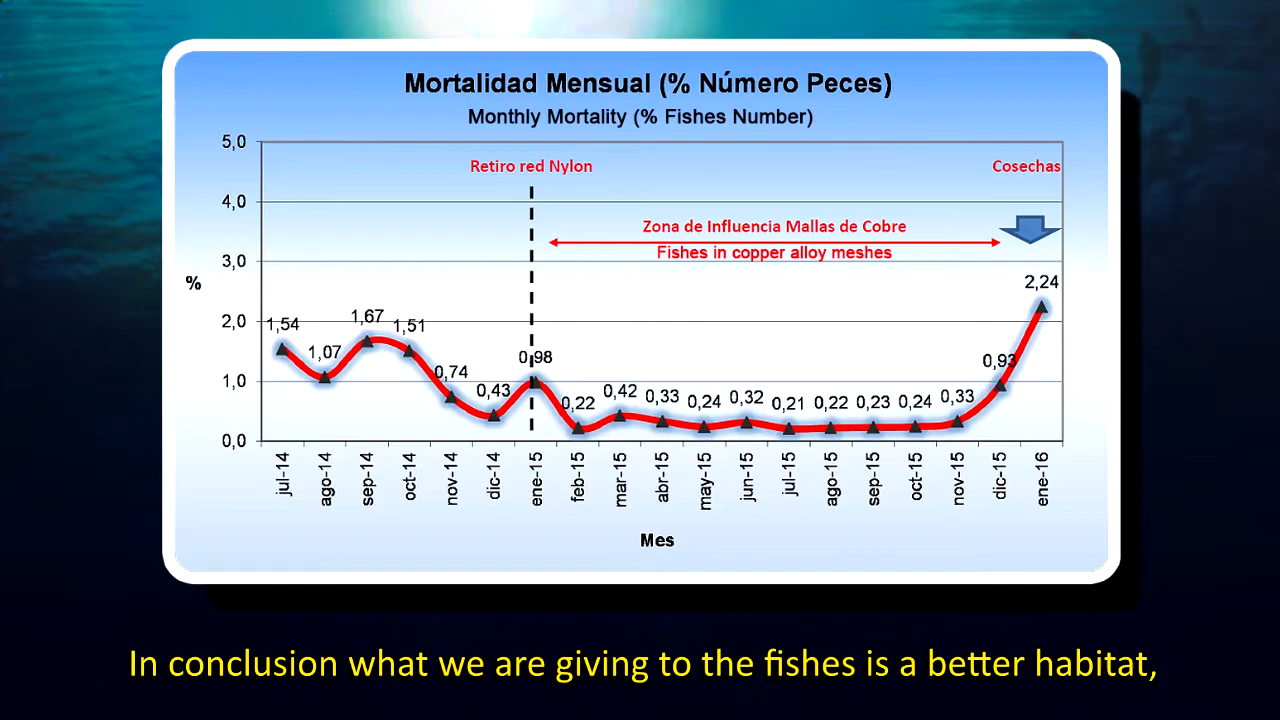 Mortalidad Mensual (% Número Peces)
Monthly Mortality (% Fishes Number)
5,0
4,0
3,0
2,0
1,0
0,0
%
Retiro red Nylon
Cosechas
Zona de Influencia Mallas de Cobre
Fishes in copper alloy meshes
1,54
1,07
1,67
1,51
0,74
0,43
0,98
0,22
0,42
0,33
0,24
0,32
0,21
0,22
0,23
0,24
0,33
0,93
2,24
jul-14
ago-14
sep-14
oct-14
nov-14
dic-14
ene-15
feb-15
mar-15
abr-15
may-15
jun-15
jul-15
ago-15
sep-15
oct-15
nov-15
dic-15
ene-16
Mes
In conclusion what we are giving to the fishes is a better habitat,